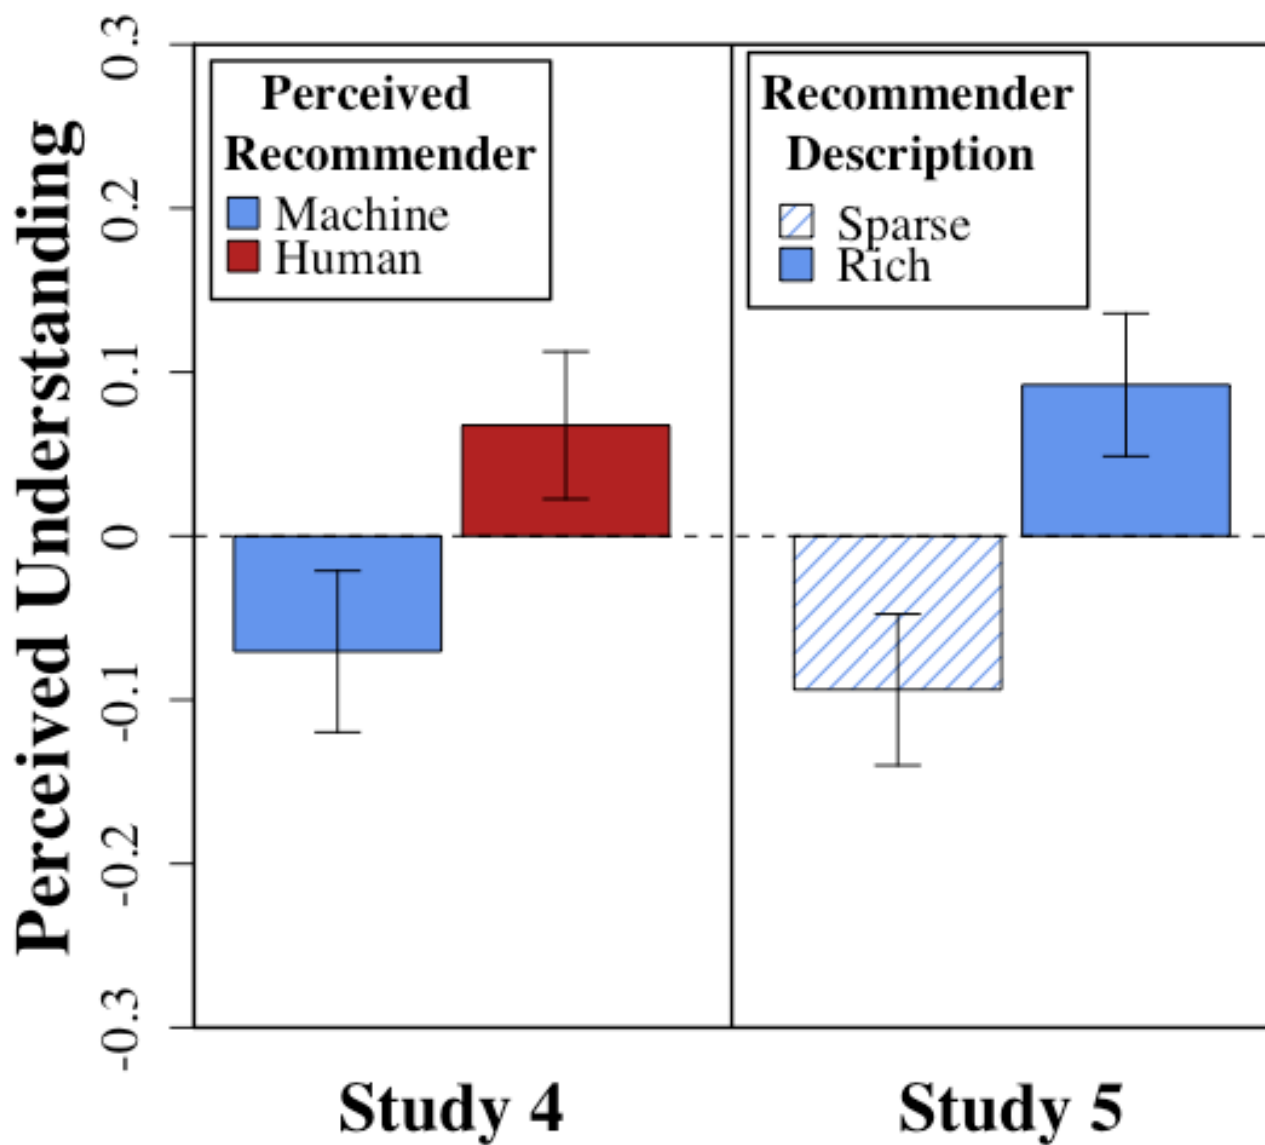 Perceived Understanding
0.3
0.2
0.1
0
-0.1
-0.2
-0.3
Perceived
Recommender
Machine
Human
Recommender
Description
Sparse
Rich
Study 4
Study 5